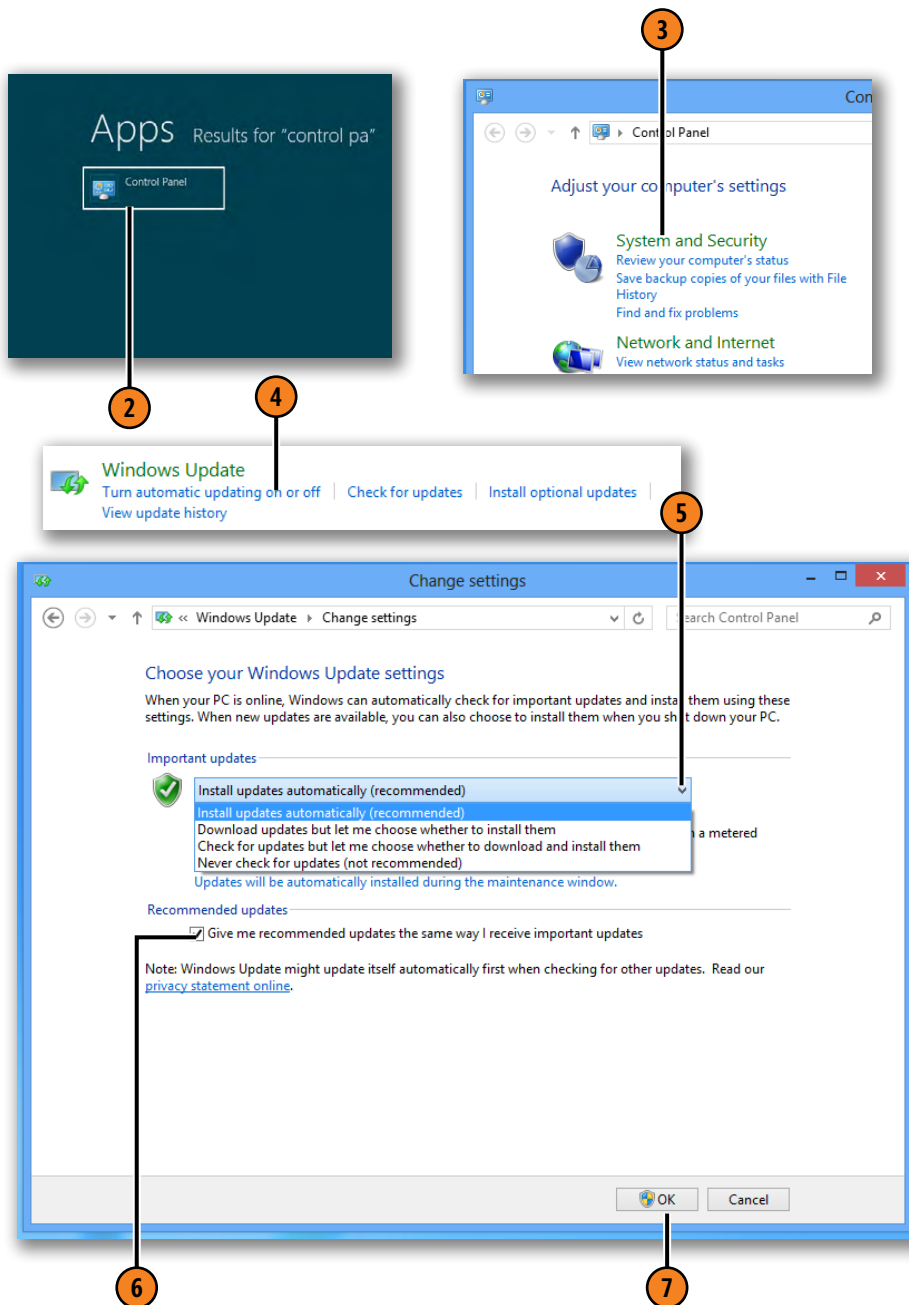 3
Apps Results for "control pa"
Control Panel
2
Con
Control Panel
Adjust your computer's settings
System and Security
Review your computer's status
Save backup copies of your files with File
History
Find and fix problems
Network and Internet
View network status and tasks
4
Windows Update
Turn automatic updating on or off | Check for updates | Install optional updates |
View update history
5
Change settings
« Windows Update ▸ Change settings
Search Control Panel
Choose your Windows Update settings
When your PC is online, Windows can automatically check for important updates and install them using these
settings. When new updates are available, you can also choose to install them when you shut down your PC.
Important updates
Install updates automatically (recommended)
Install updates automatically (recommended)
Download updates but let me choose whether to install them
a metered
Check for updates but let me choose whether to download and install them
Never check for updates (not recommended)
Updates will be automatically installed during the maintenance window.
Recommended updates
Give me recommended updates the same way I receive important updates
Note: Windows Update might update itself automatically first when checking for other updates. Read our
privacy statement online.
OK Cancel
6
7